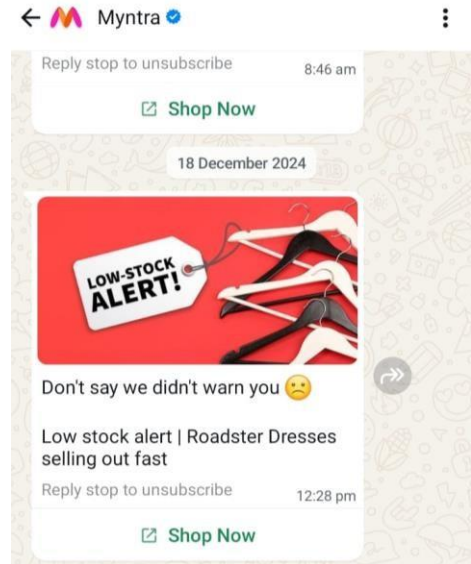 Myntra
Reply stop to unsubscribe
8:46 am
Shop Now
18 December 2024
LOW-STOCK
ALERT!
Don't say we didn't warn you 🙁
Low stock alert | Roadster Dresses
selling out fast
Reply stop to unsubscribe
12:28 pm
Shop Now